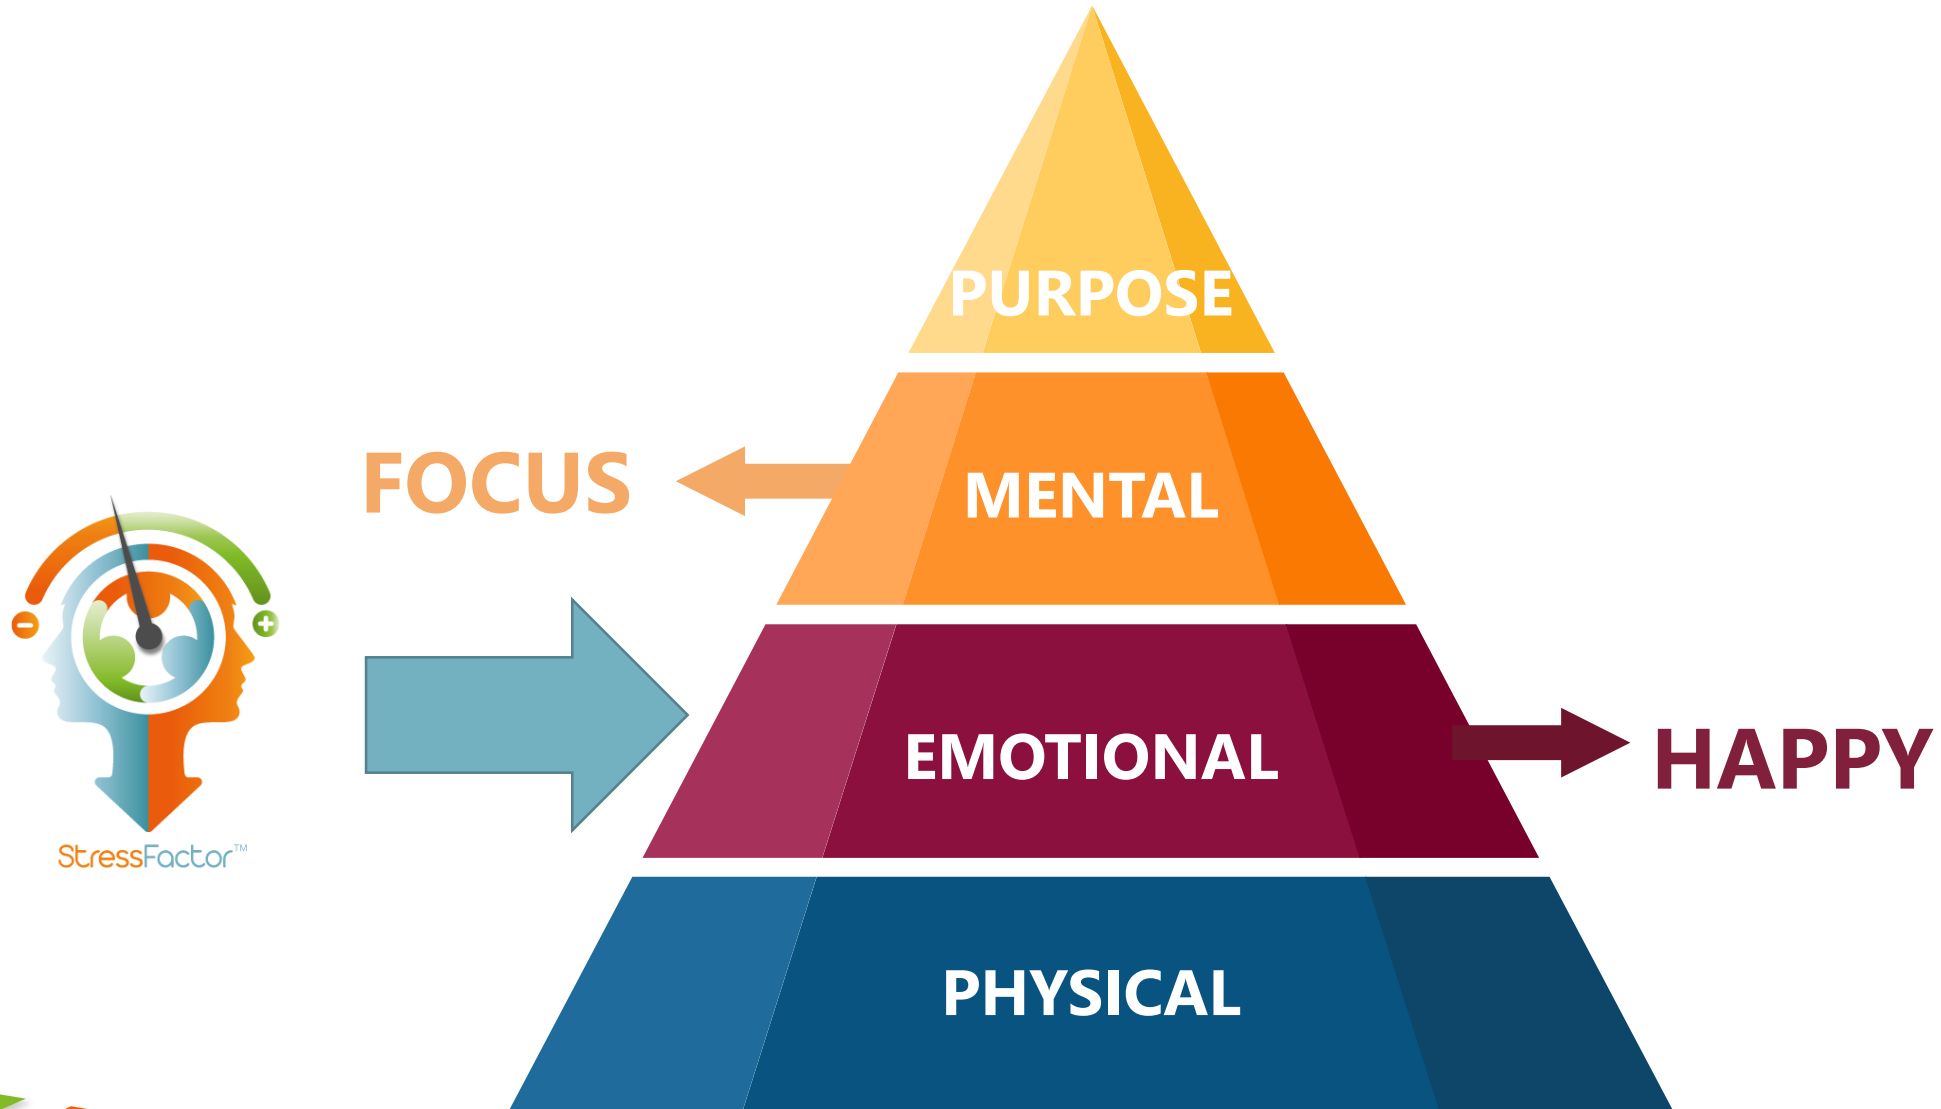 PURPOSE
FOCUS
MENTAL
EMOTIONAL
HAPPY
StressFactor™
PHYSICAL